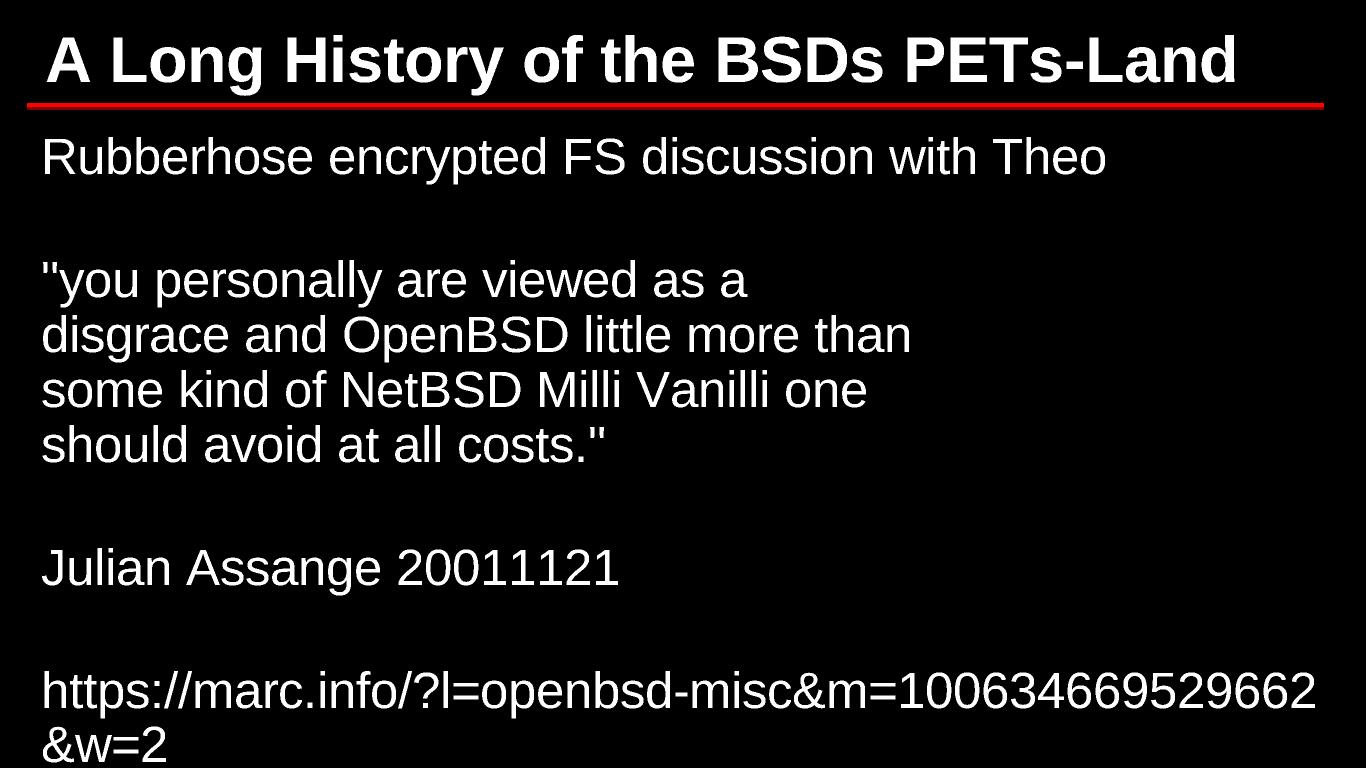 A Long History of the BSDs PETs-Land
Rubberhose encrypted FS discussion with Theo
"you personally are viewed as a
disgrace and OpenBSD little more than
some kind of NetBSD Milli Vanilli one
should avoid at all costs."
Julian Assange 20011121
https://marc.info/?l=openbsd-misc&m=100634669529662
&w=2